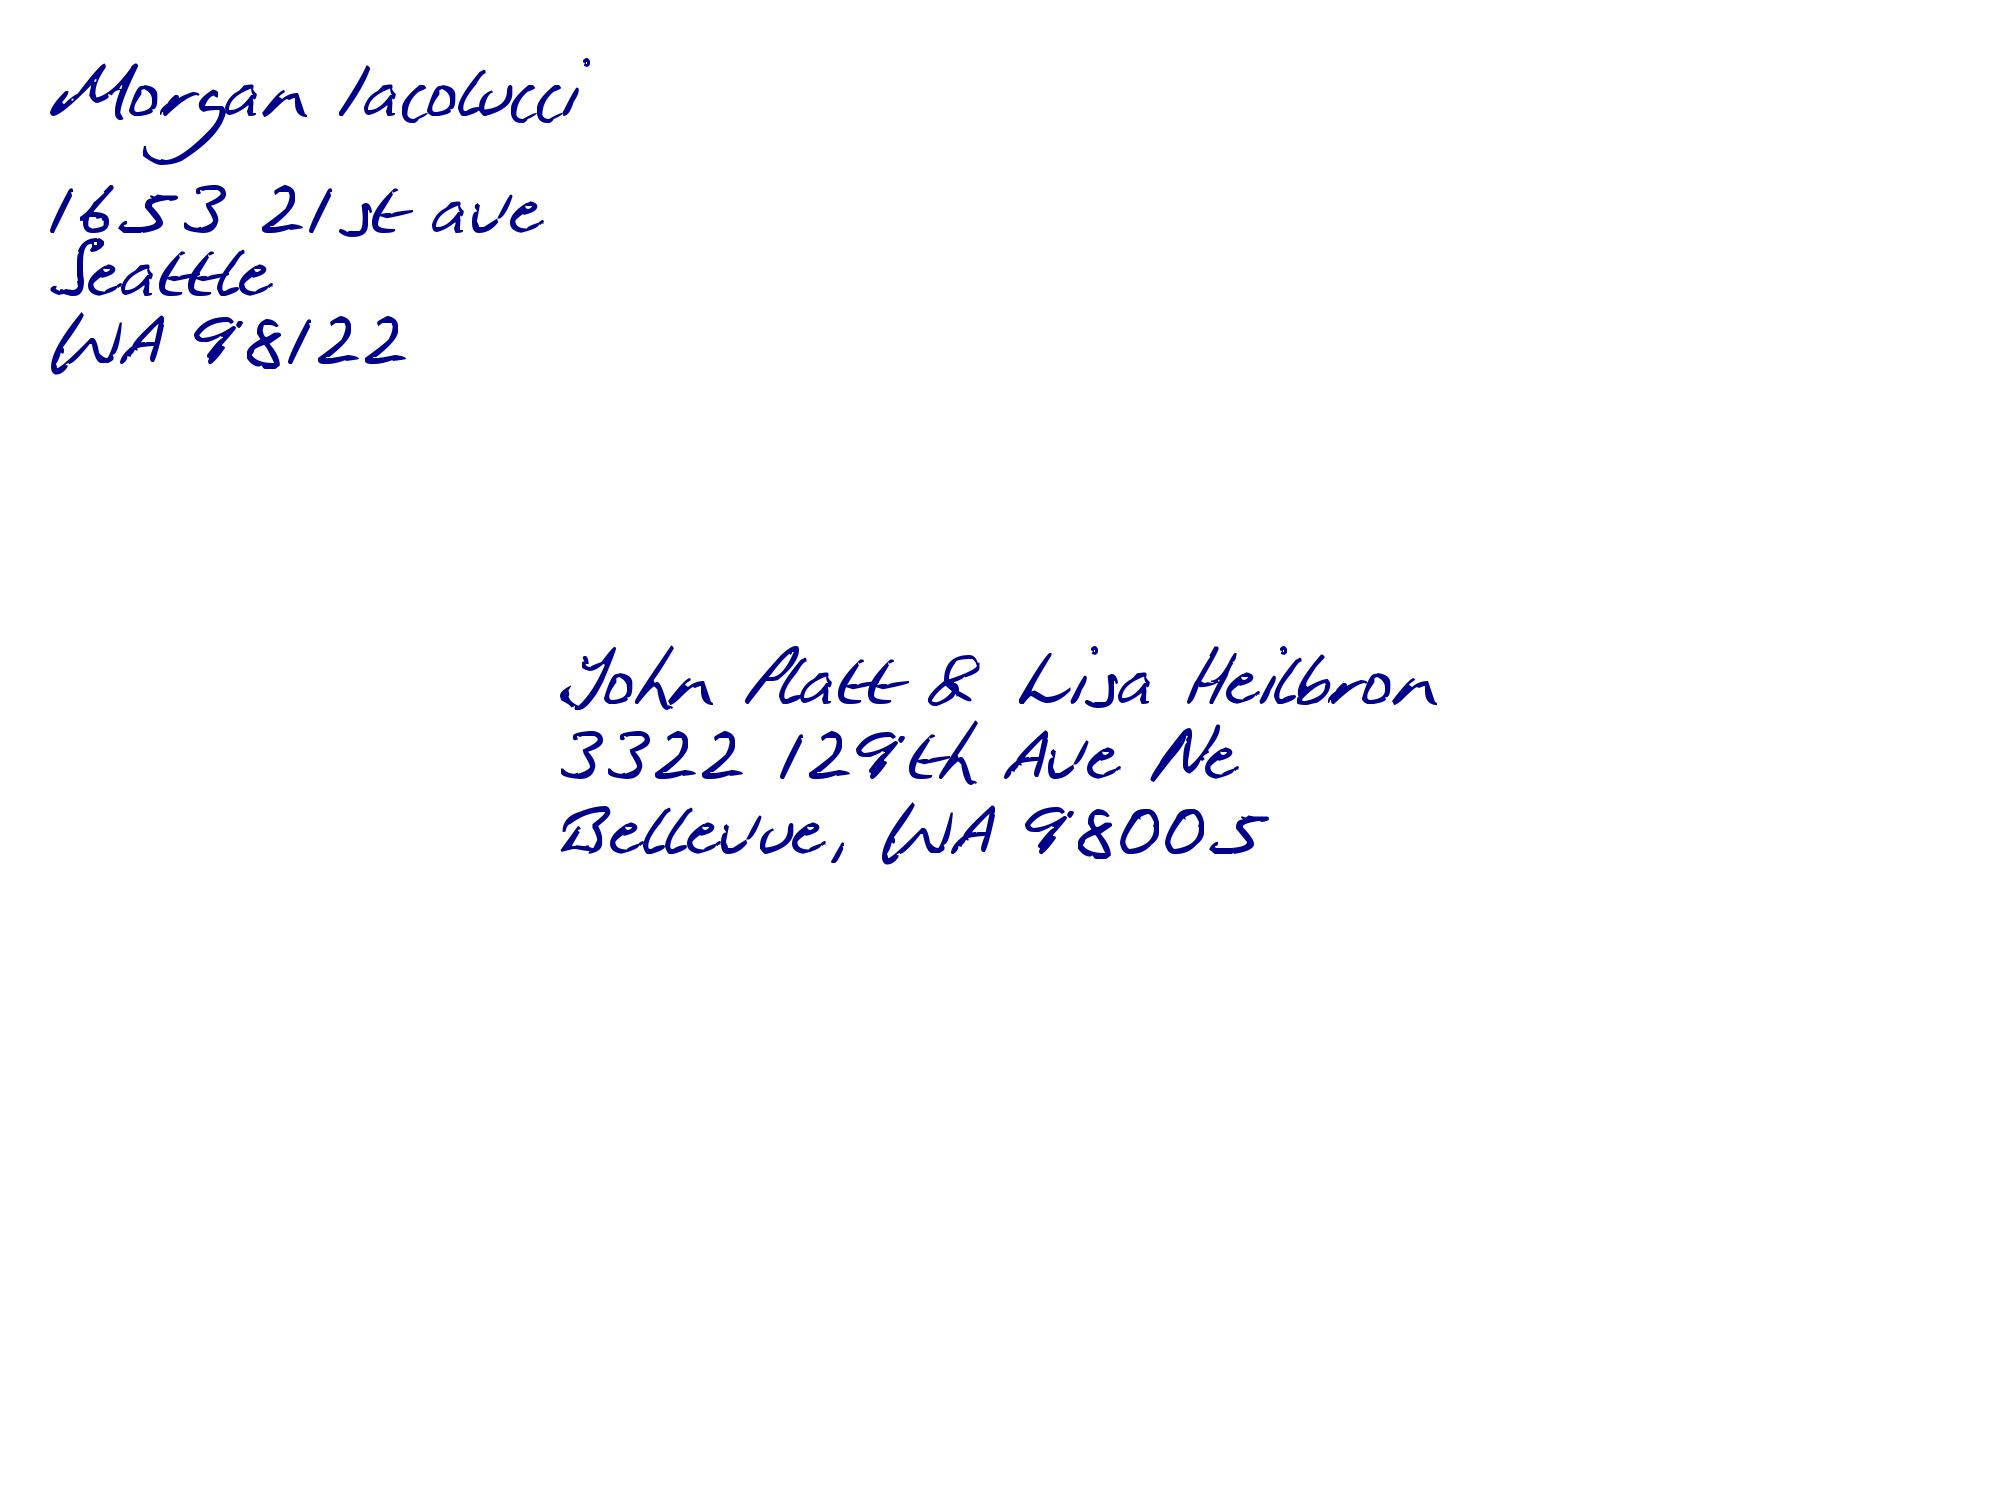 Morgan Iacolucci
1653 21st ave
Seattle
WA 98122
John Platt & Lisa Heilbron
3322 129th Ave Ne
Bellevue, WA 98005